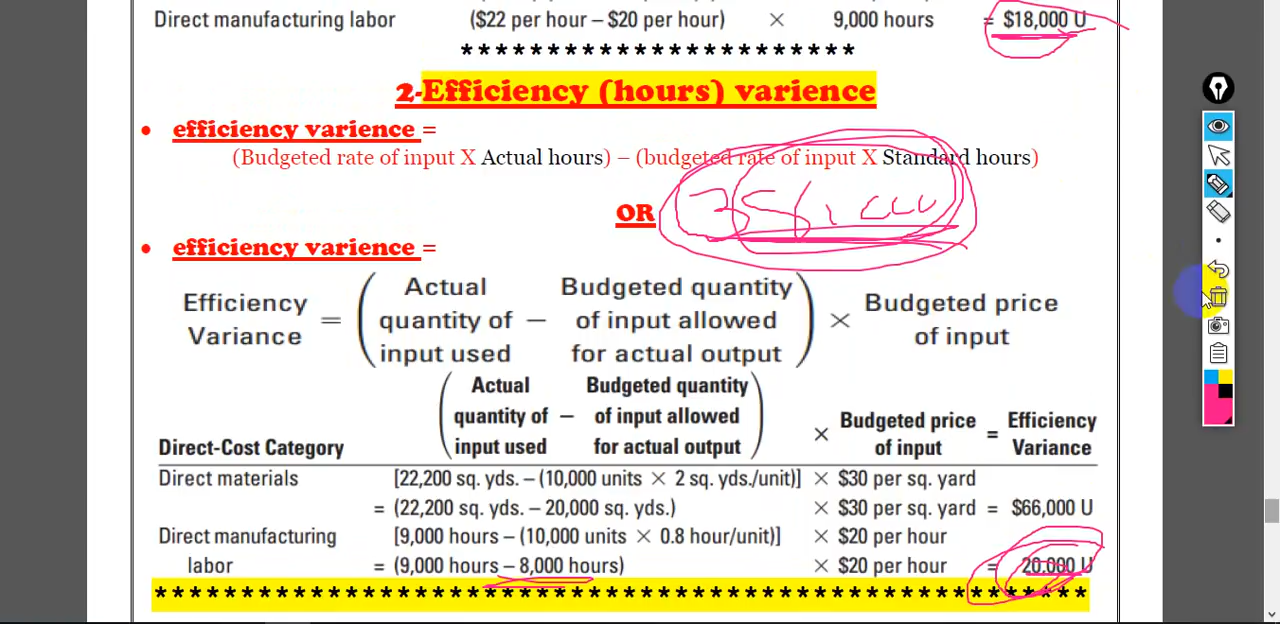 Direct manufacturing labor ($22 per hour – $20 per hour) × 9,000 hours = $18,000 U
**********************
2-Efficiency (hours) varience
• efficiency varience =
(Budgeted rate of input X Actual hours) – (budgeted rate of input X Standard hours)
OR
• efficiency varience =
Efficiency Variance = (Actual quantity of input used – Budgeted quantity of input allowed for actual output) × Budgeted price of input
Direct-Cost Category (Actual quantity of input used – Budgeted quantity of input allowed for actual output) × Budgeted price of input = Efficiency Variance
Direct materials [22,200 sq. yds. – (10,000 units × 2 sq. yds./unit)] × $30 per sq. yard
= (22,200 sq. yds. – 20,000 sq. yds.) × $30 per sq. yard = $66,000 U
Direct manufacturing [9,000 hours – (10,000 units × 0.8 hour/unit)] × $20 per hour
labor = (9,000 hours – 8,000 hours) × $20 per hour = 20,000 U